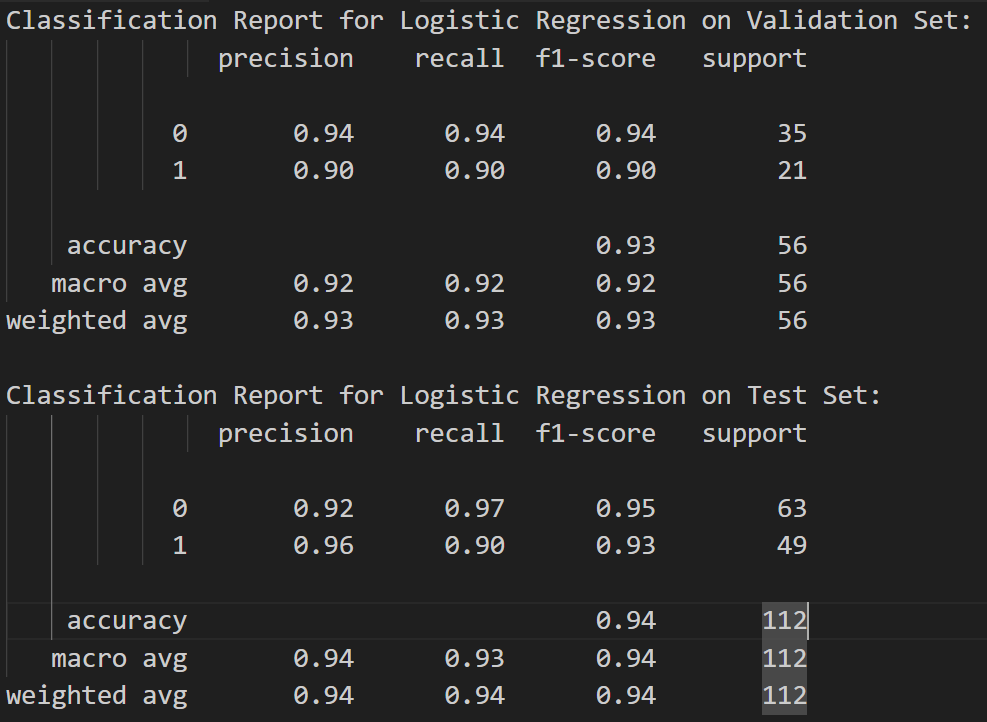 Classification Report for Logistic Regression on Validation Set:
precision recall f1-score support
0 0.94 0.94 0.94 35
1 0.90 0.90 0.90 21
accuracy 0.93 56
macro avg 0.92 0.92 0.92 56
weighted avg 0.93 0.93 0.93 56
Classification Report for Logistic Regression on Test Set:
precision recall f1-score support
0 0.92 0.97 0.95 63
1 0.96 0.90 0.93 49
accuracy 0.94 112
macro avg 0.94 0.93 0.94 112
weighted avg 0.94 0.94 0.94 112